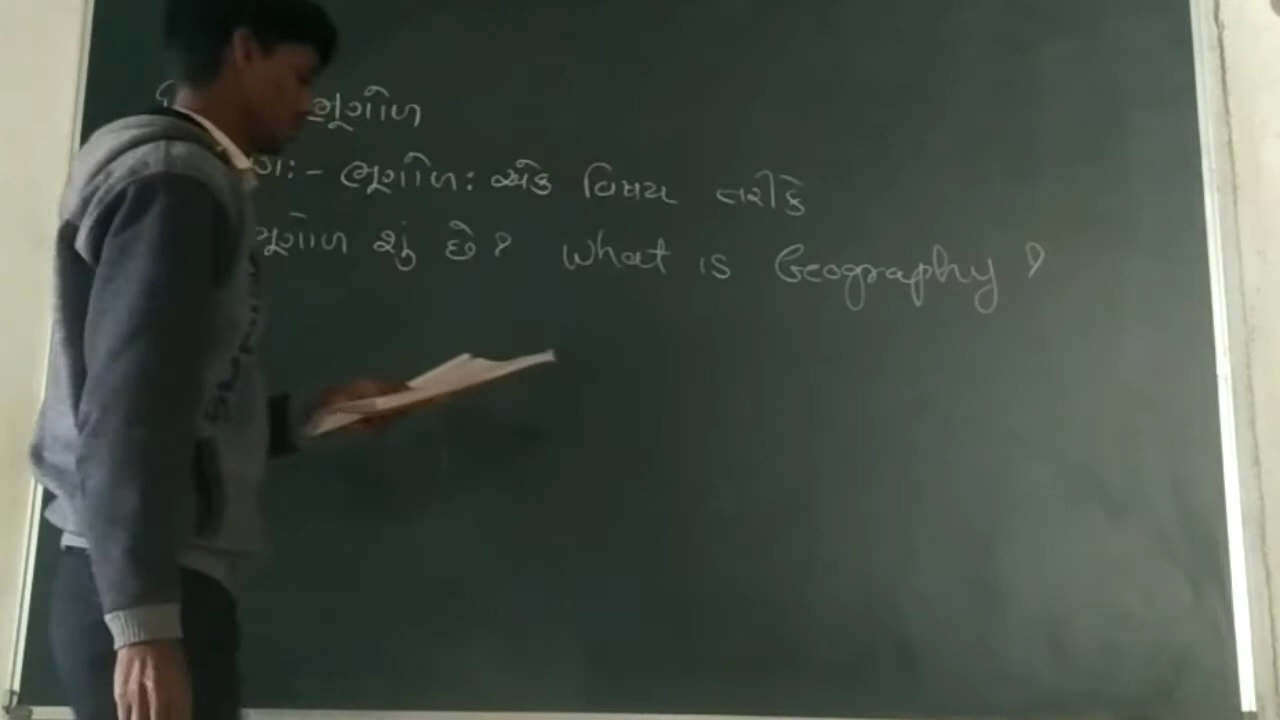 ભૂગોળ
:- ભૂગોળ: એક વિષય તરીકે
ભૂગોળ શું છે? What is Geography?